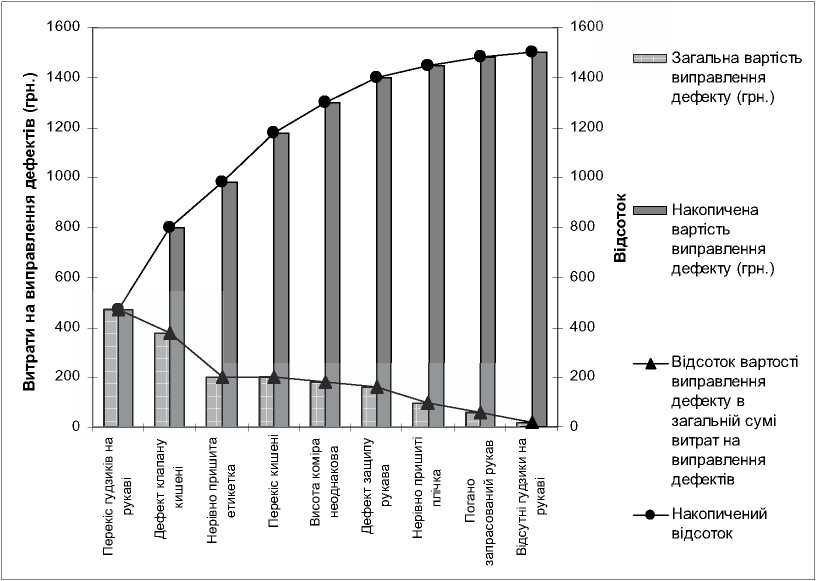 Витрати на виправлення дефектів (грн.)
1600
1400
1200
1000
800
600
400
200
0
1600
1400
1200
1000
800
600
400
200
0
Відсоток
Перекіс ґудзиків на
рукаві
Дефект клапану
кишені
Нерівно пришита
етикетка
Перекіс кишені
Висота коміра
неоднакова
Дефект защипу
рукава
Нерівно пришиті
плічка
Погано
запрасований рукав
Відсутні ґудзики на
рукаві
Загальна вартість
виправлення
дефекту (грн.)
Накопичена
вартість
виправлення
дефекту (грн.)
Відсоток вартості
виправлення
дефекту в
загальній сумі
витрат на
виправлення
дефектів
Накопичений
відсоток